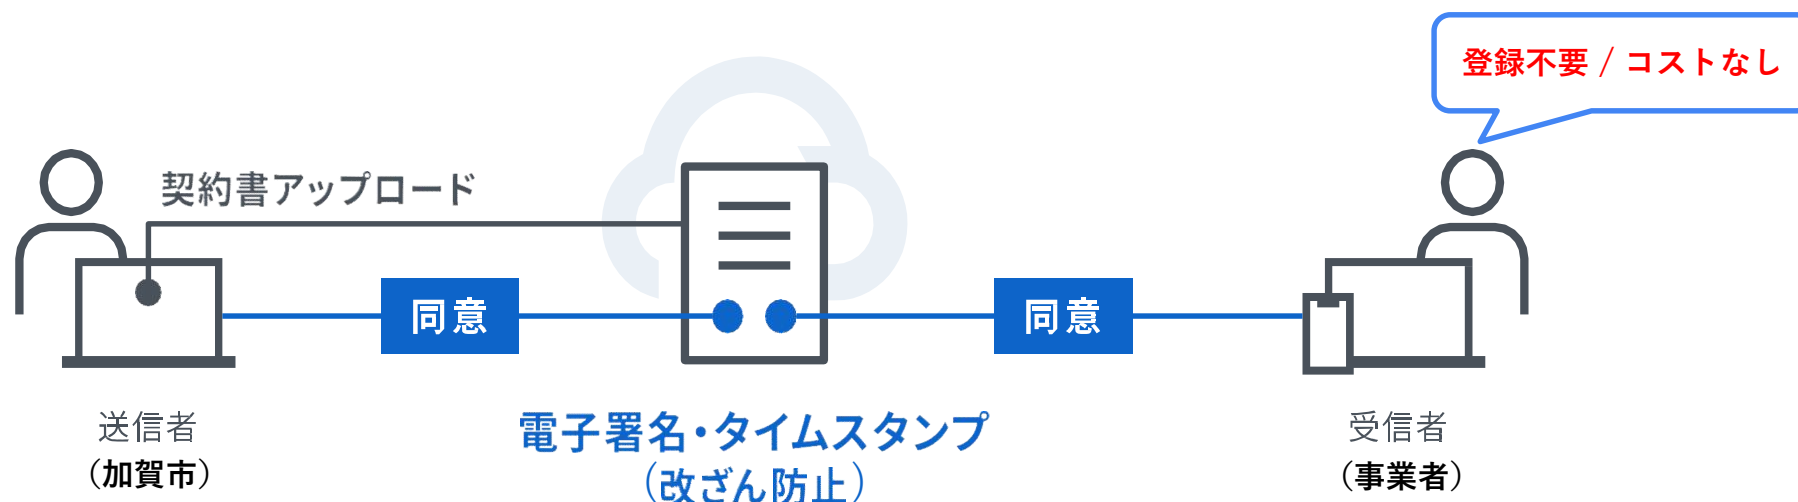 登録不要 / コストなし
契約書アップロード
同意
同意
送信者
（加賀市）
電子署名・タイムスタンプ
（改ざん防止）
受信者
（事業者）